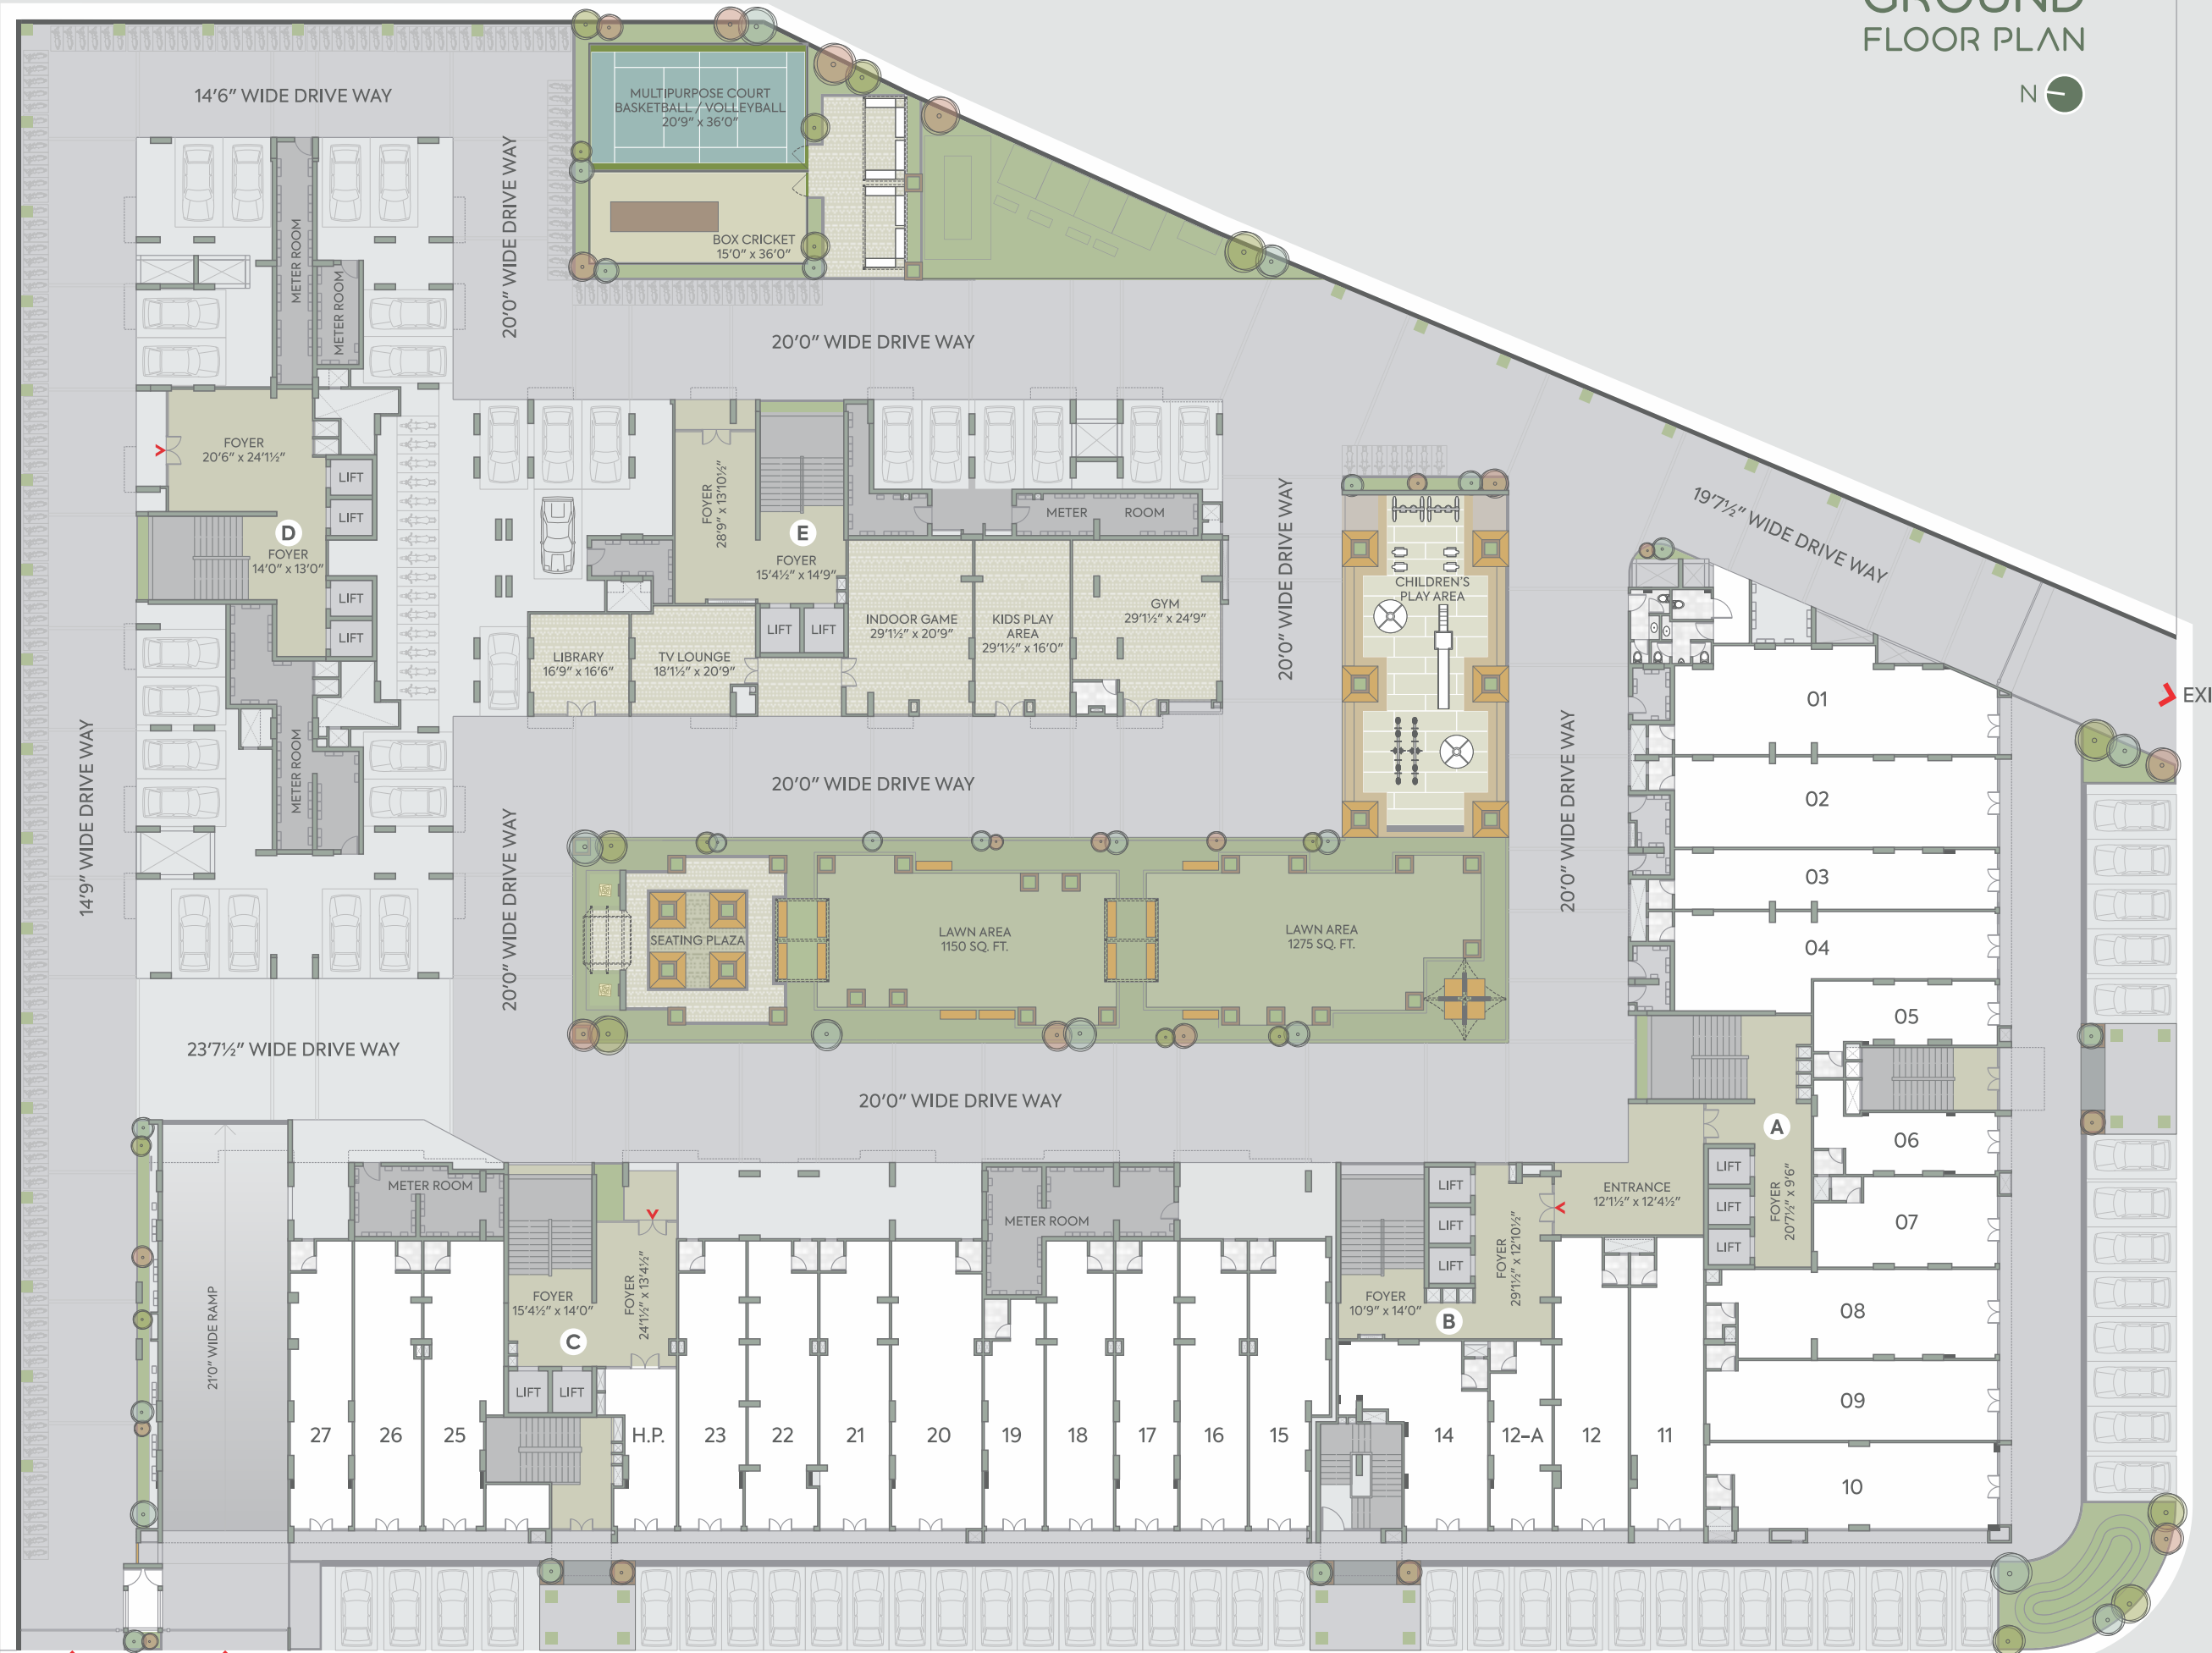 GROUND
FLOOR PLAN
N
14'6" WIDE DRIVE WAY
MULTIPURPOSE COURT
BASKETBALL / VOLLEYBALL
20'9" x 36'0"
BOX CRICKET
15'0" x 36'0"
20'0" WIDE DRIVE WAY
METER ROOM
METER ROOM
20'0" WIDE DRIVE WAY
FOYER
20'6" x 24'1½"
LIFT
LIFT
D
FOYER
14'0" x 13'0"
LIFT
LIFT
METER ROOM
FOYER
28'9" x 13'10½"
E
FOYER
15'4½" x 14'9"
METER ROOM
LIFT
LIFT
LIBRARY
16'9" x 16'6"
TV LOUNGE
18'1½" x 20'9"
INDOOR GAME
29'1½" x 20'9"
KIDS PLAY
AREA
29'1½" x 16'0"
GYM
29'1½" x 24'9"
20'0" WIDE DRIVE WAY
CHILDREN'S
PLAY AREA
19'7½" WIDE DRIVE WAY
EXI
14'9" WIDE DRIVE WAY
20'0" WIDE DRIVE WAY
20'0" WIDE DRIVE WAY
20'0" WIDE DRIVE WAY
SEATING PLAZA
LAWN AREA
1150 SQ. FT.
LAWN AREA
1275 SQ. FT.
01
02
03
04
05
06
07
08
09
10
23'7½" WIDE DRIVE WAY
20'0" WIDE DRIVE WAY
A
LIFT
LIFT
LIFT
FOYER
20'7½" x 9'6"
ENTRANCE
12'1½" x 12'4½"
21'0" WIDE RAMP
METER ROOM
FOYER
15'4½" x 14'0"
FOYER
24'1½" x 13'4½"
C
LIFT
LIFT
METER ROOM
LIFT
LIFT
LIFT
FOYER
10'9" x 14'0"
B
FOYER
29'1½" x 12'10½"
27
26
25
H.P.
23
22
21
20
19
18
17
16
15
14
12-A
12
11